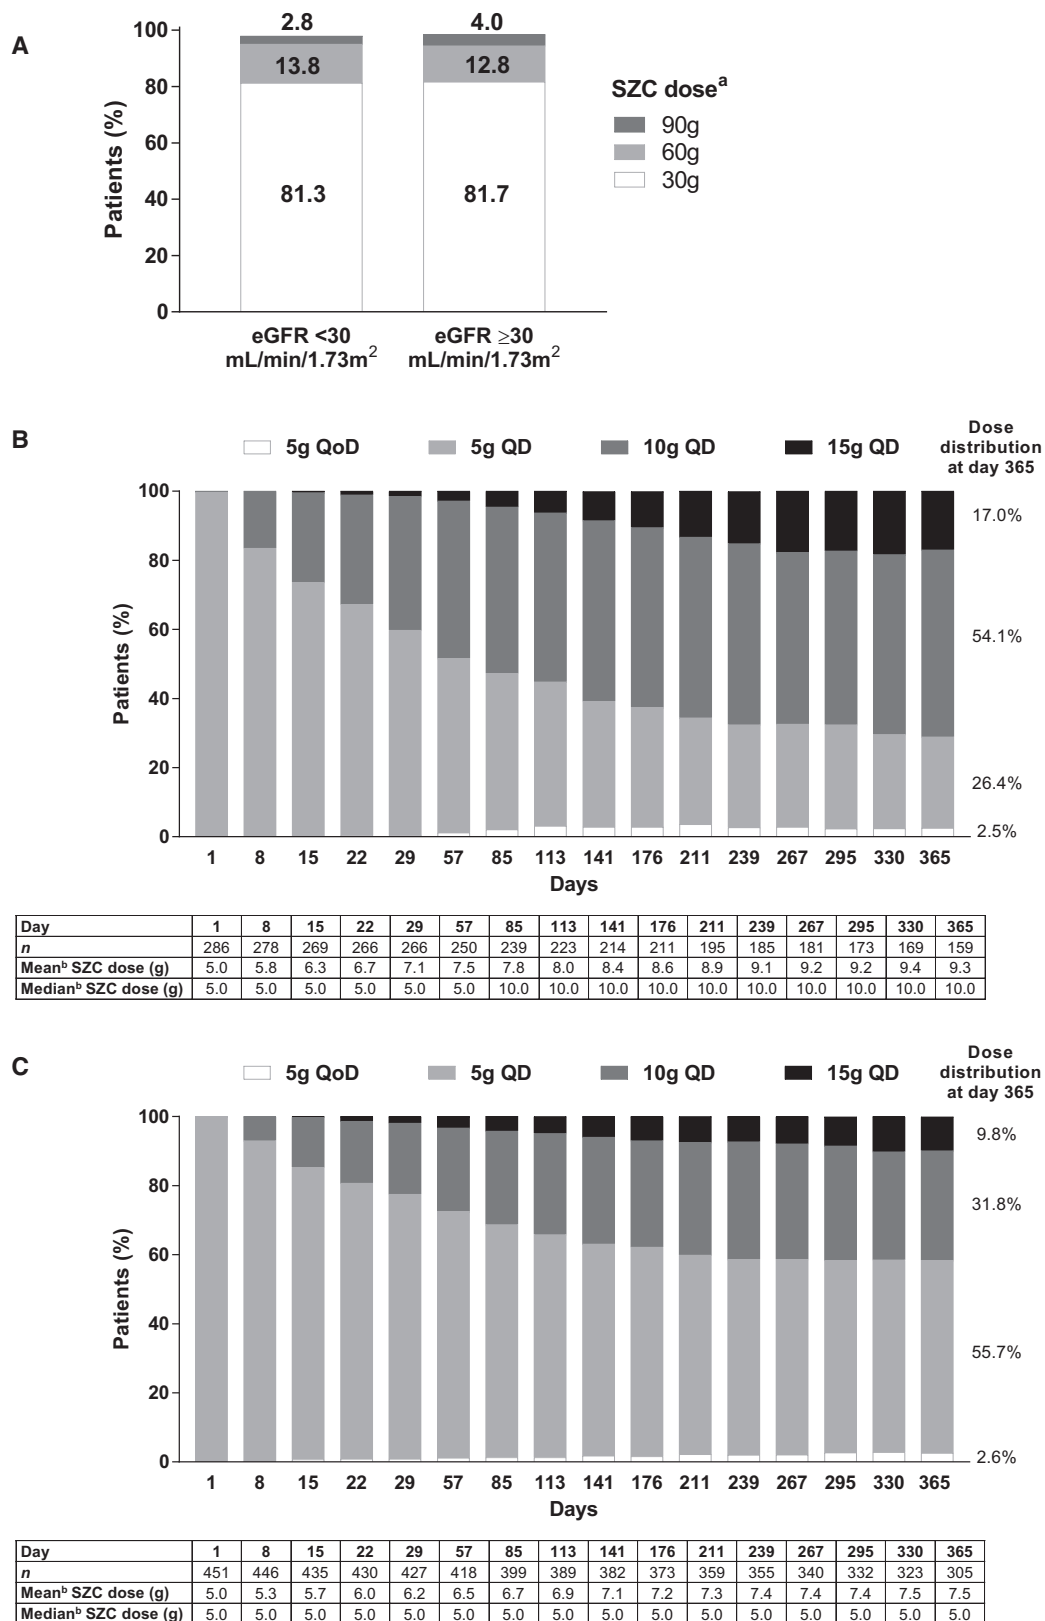 A
100
80
60
40
20
0
Patients (%)
2.8
13.8
81.3
4.0
12.8
81.7
eGFR <30
mL/min/1.73m²
eGFR ≥30
mL/min/1.73m²
SZC doseᵃ
90g
60g
30g
B
5g QoD 5g QD 10g QD 15g QD
Dose
distribution
at day 365
100
80
60
40
20
0
Patients (%)
17.0%
54.1%
26.4%
2.5%
1 8 15 22 29 57 85 113 141 176 211 239 267 295 330 365
Days
Day 1 8 15 22 29 57 85 113 141 176 211 239 267 295 330 365
n 286 278 269 266 266 250 239 223 214 211 195 185 181 173 169 159
Meanᵇ SZC dose (g) 5.0 5.8 6.3 6.7 7.1 7.5 7.8 8.0 8.4 8.6 8.9 9.1 9.2 9.2 9.4 9.3
Medianᵇ SZC dose (g) 5.0 5.0 5.0 5.0 5.0 5.0 10.0 10.0 10.0 10.0 10.0 10.0 10.0 10.0 10.0 10.0
C
5g QoD 5g QD 10g QD 15g QD
Dose
distribution
at day 365
100
80
60
40
20
0
Patients (%)
9.8%
31.8%
55.7%
2.6%
1 8 15 22 29 57 85 113 141 176 211 239 267 295 330 365
Days
Day 1 8 15 22 29 57 85 113 141 176 211 239 267 295 330 365
n 451 446 435 430 427 418 399 389 382 373 359 355 340 332 323 305
Meanᵇ SZC dose (g) 5.0 5.3 5.7 6.0 6.2 6.5 6.7 6.9 7.1 7.2 7.3 7.4 7.4 7.4 7.5 7.5
Medianᵇ SZC dose (g) 5.0 5.0 5.0 5.0 5.0 5.0 5.0 5.0 5.0 5.0 5.0 5.0 5.0 5.0 5.0 5.0